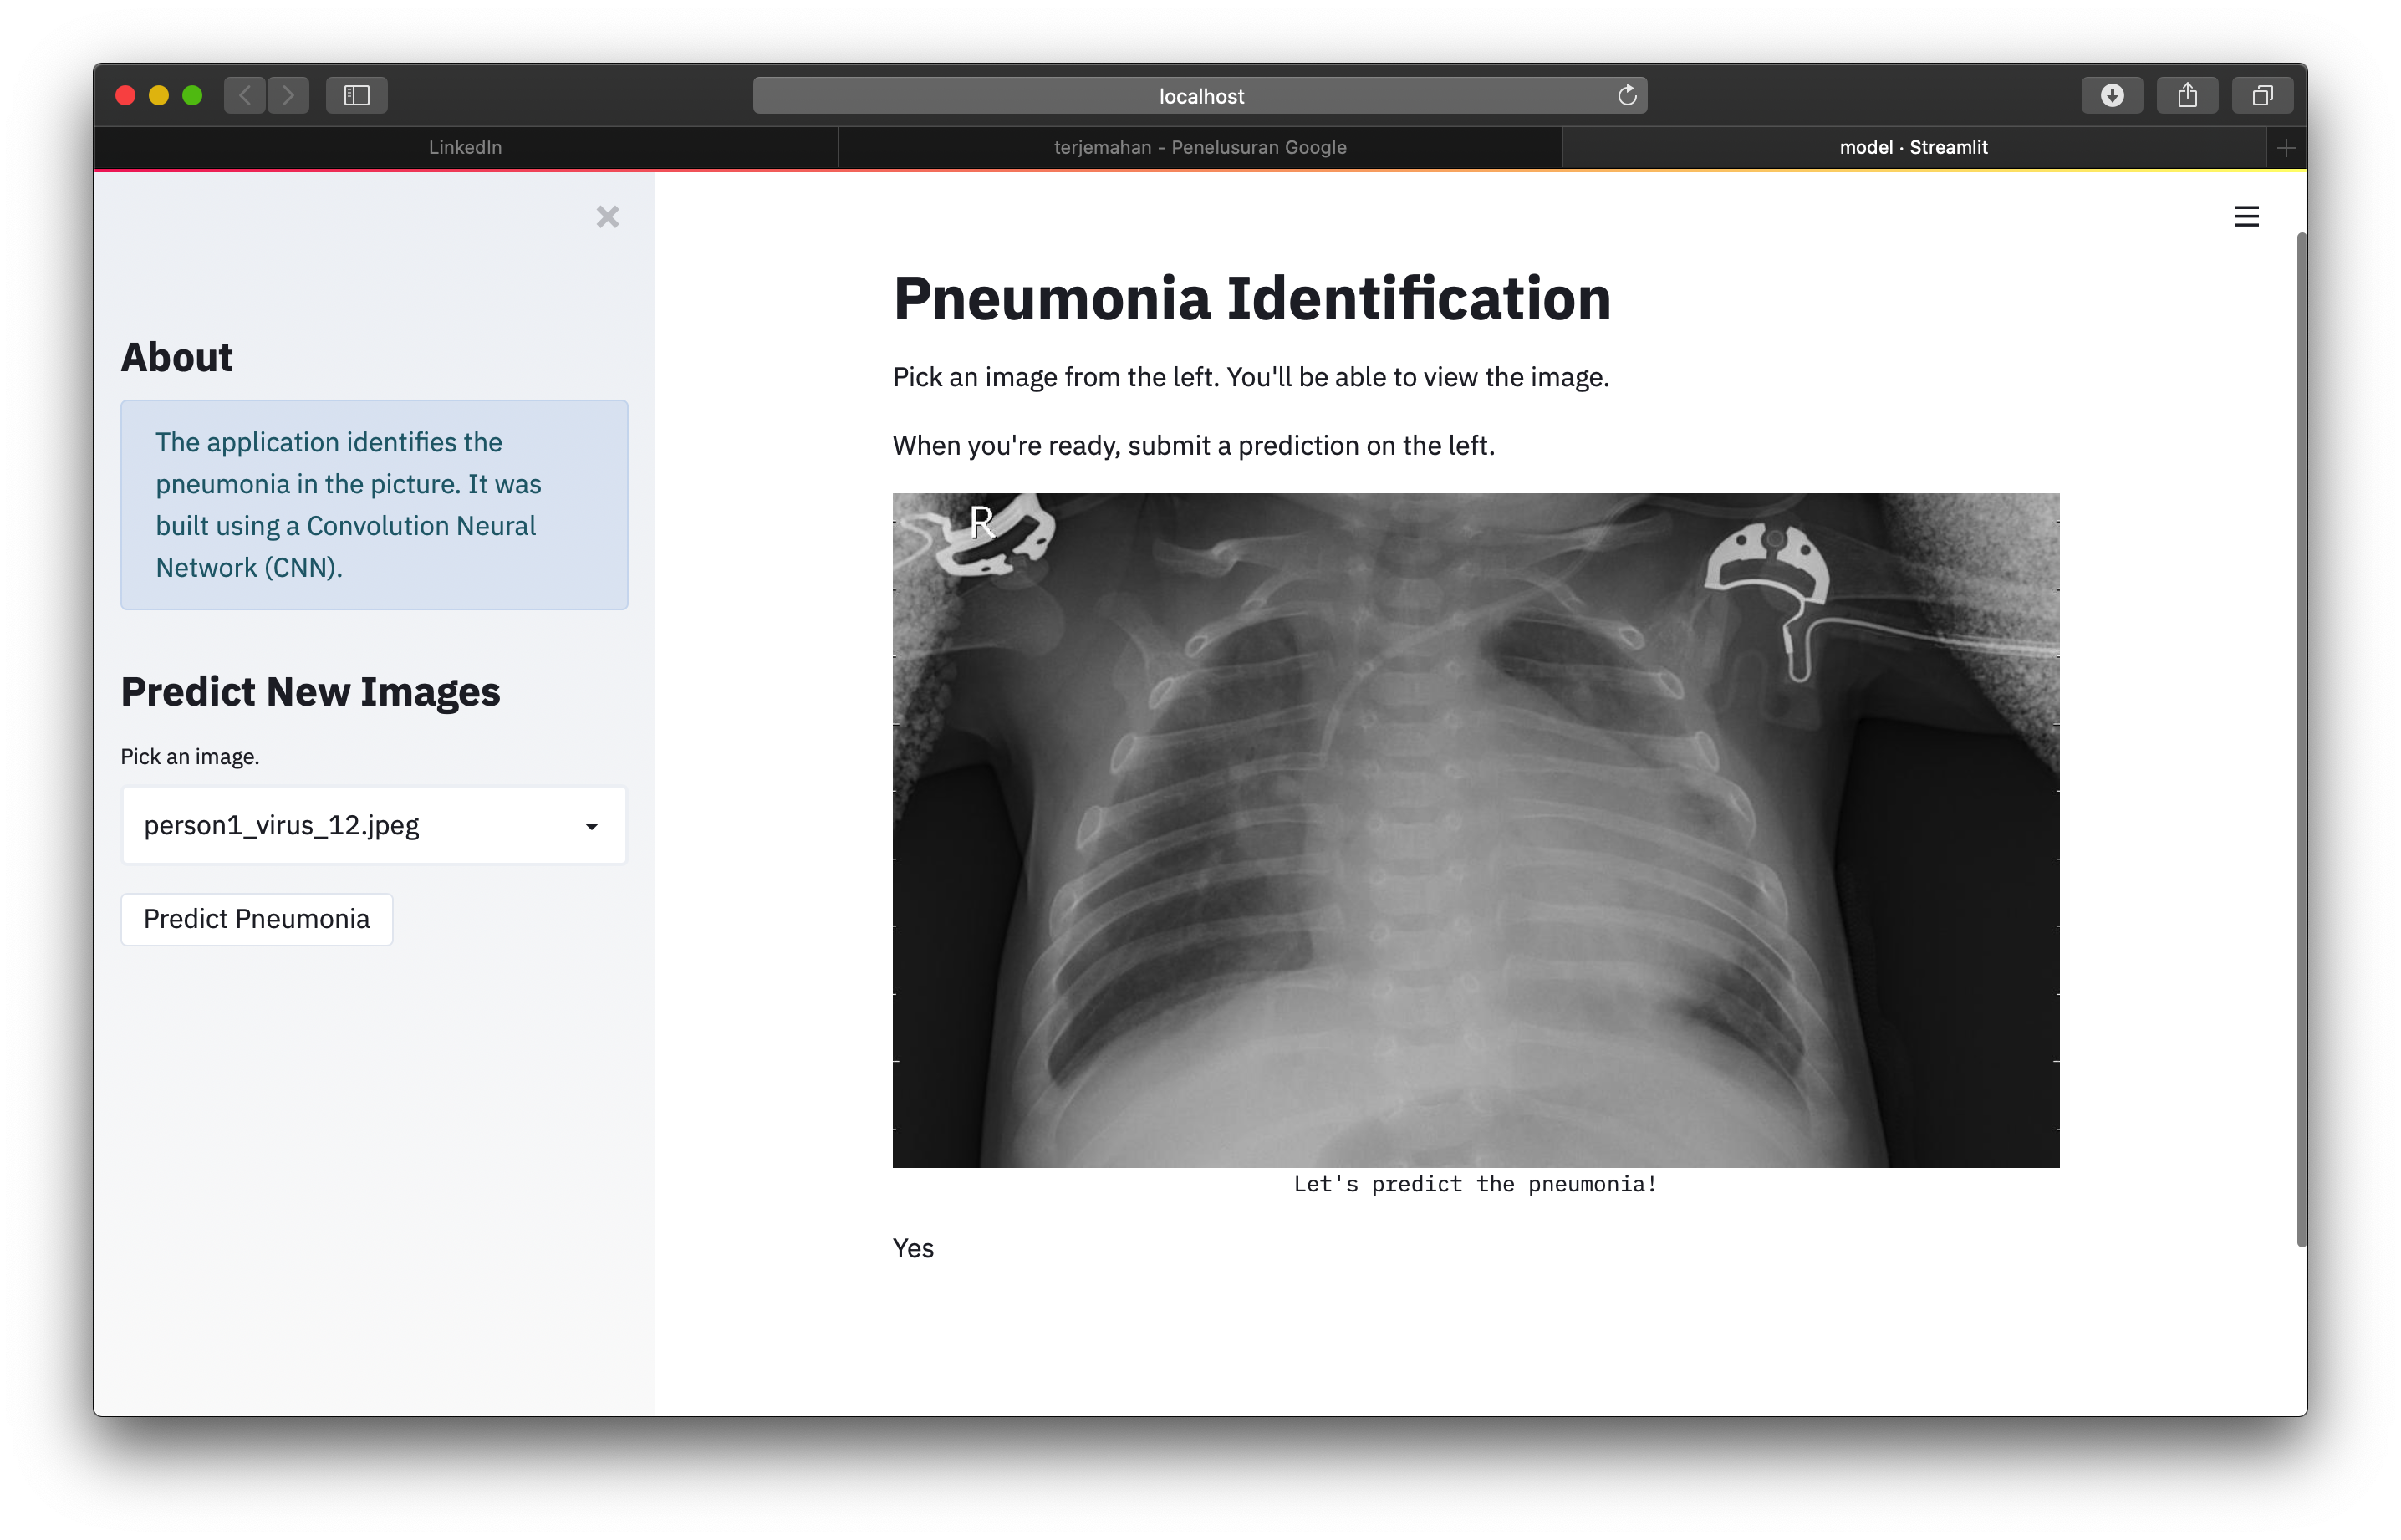 localhost
LinkedIn
terjemahan - Penelusuran Google
model · Streamlit
About
The application identifies the
pneumonia in the picture. It was
built using a Convolution Neural
Network (CNN).
Predict New Images
Pick an image.
person1_virus_12.jpeg
Predict Pneumonia
Pneumonia Identification
Pick an image from the left. You'll be able to view the image.
When you're ready, submit a prediction on the left.
R
Let's predict the pneumonia!
Yes